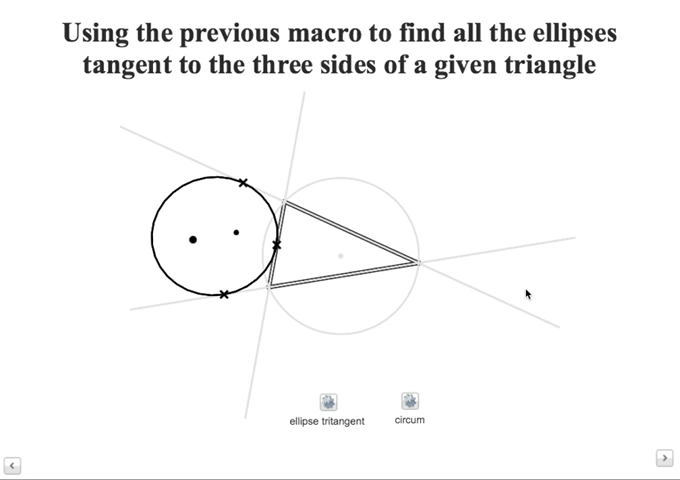 Using the previous macro to find all the ellipses
tangent to the three sides of a given triangle
ellipse tritangent
circum